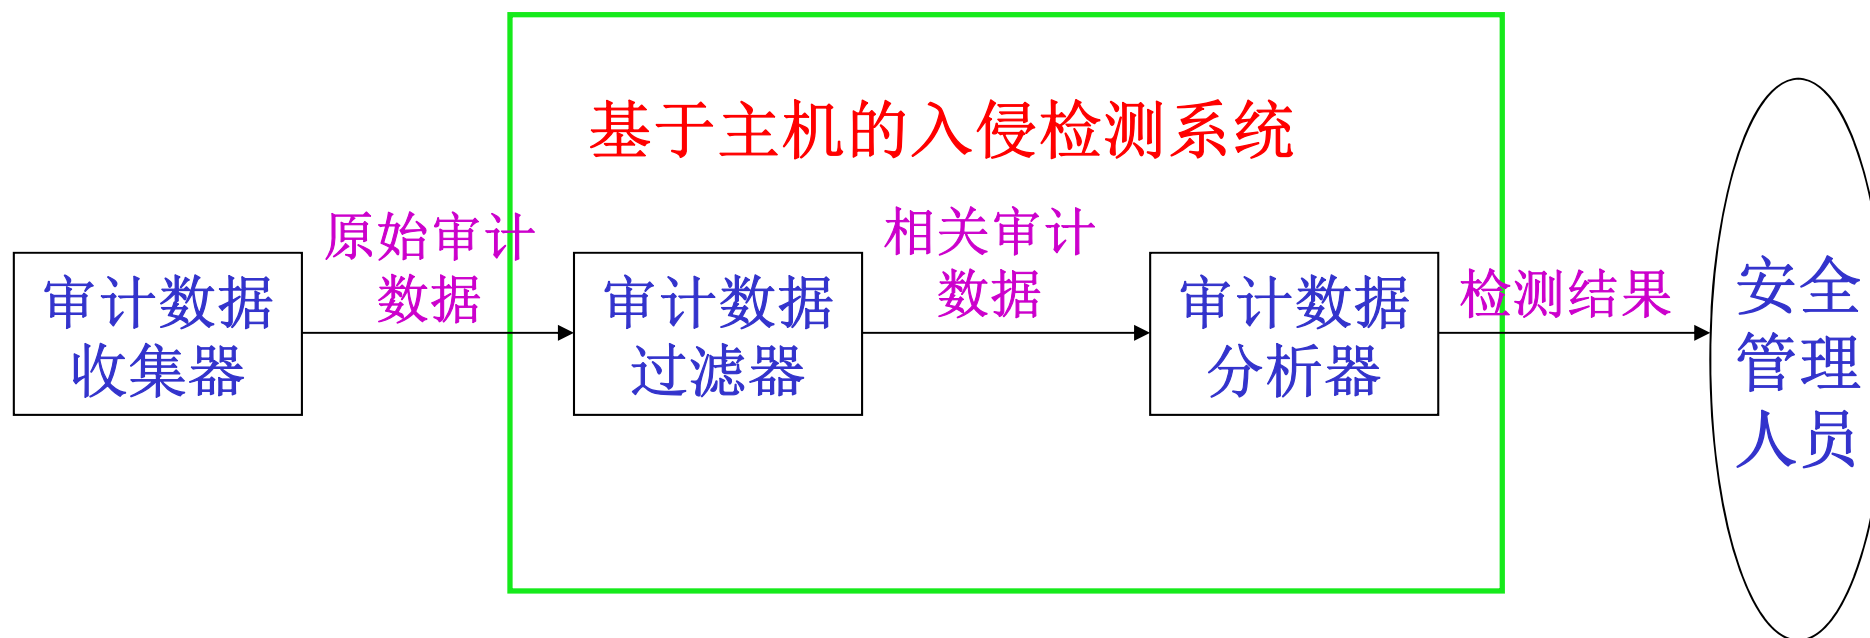 基于主机的入侵检测系统
审计数据
收集器
原始审计
数据
审计数据
过滤器
相关审计
数据
审计数据
分析器
检测结果
安全
管理
人员